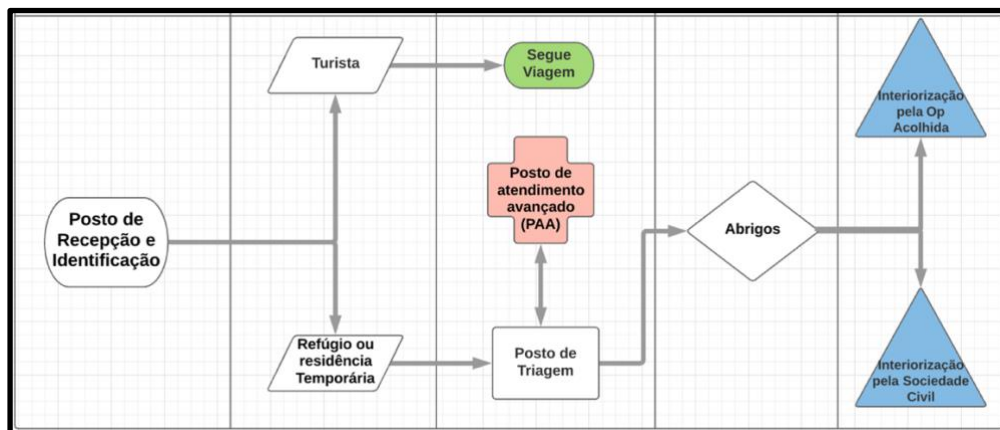 Posto de
Recepção e
Identificação
Turista
Refúgio ou
residência
Temporária
Segue
Viagem
Posto de
atendimento
avançado
(PAA)
Posto de
Triagem
Abrigos
Interiorização
pela Op
Acolhida
Interiorização
pela Sociedade
Civil